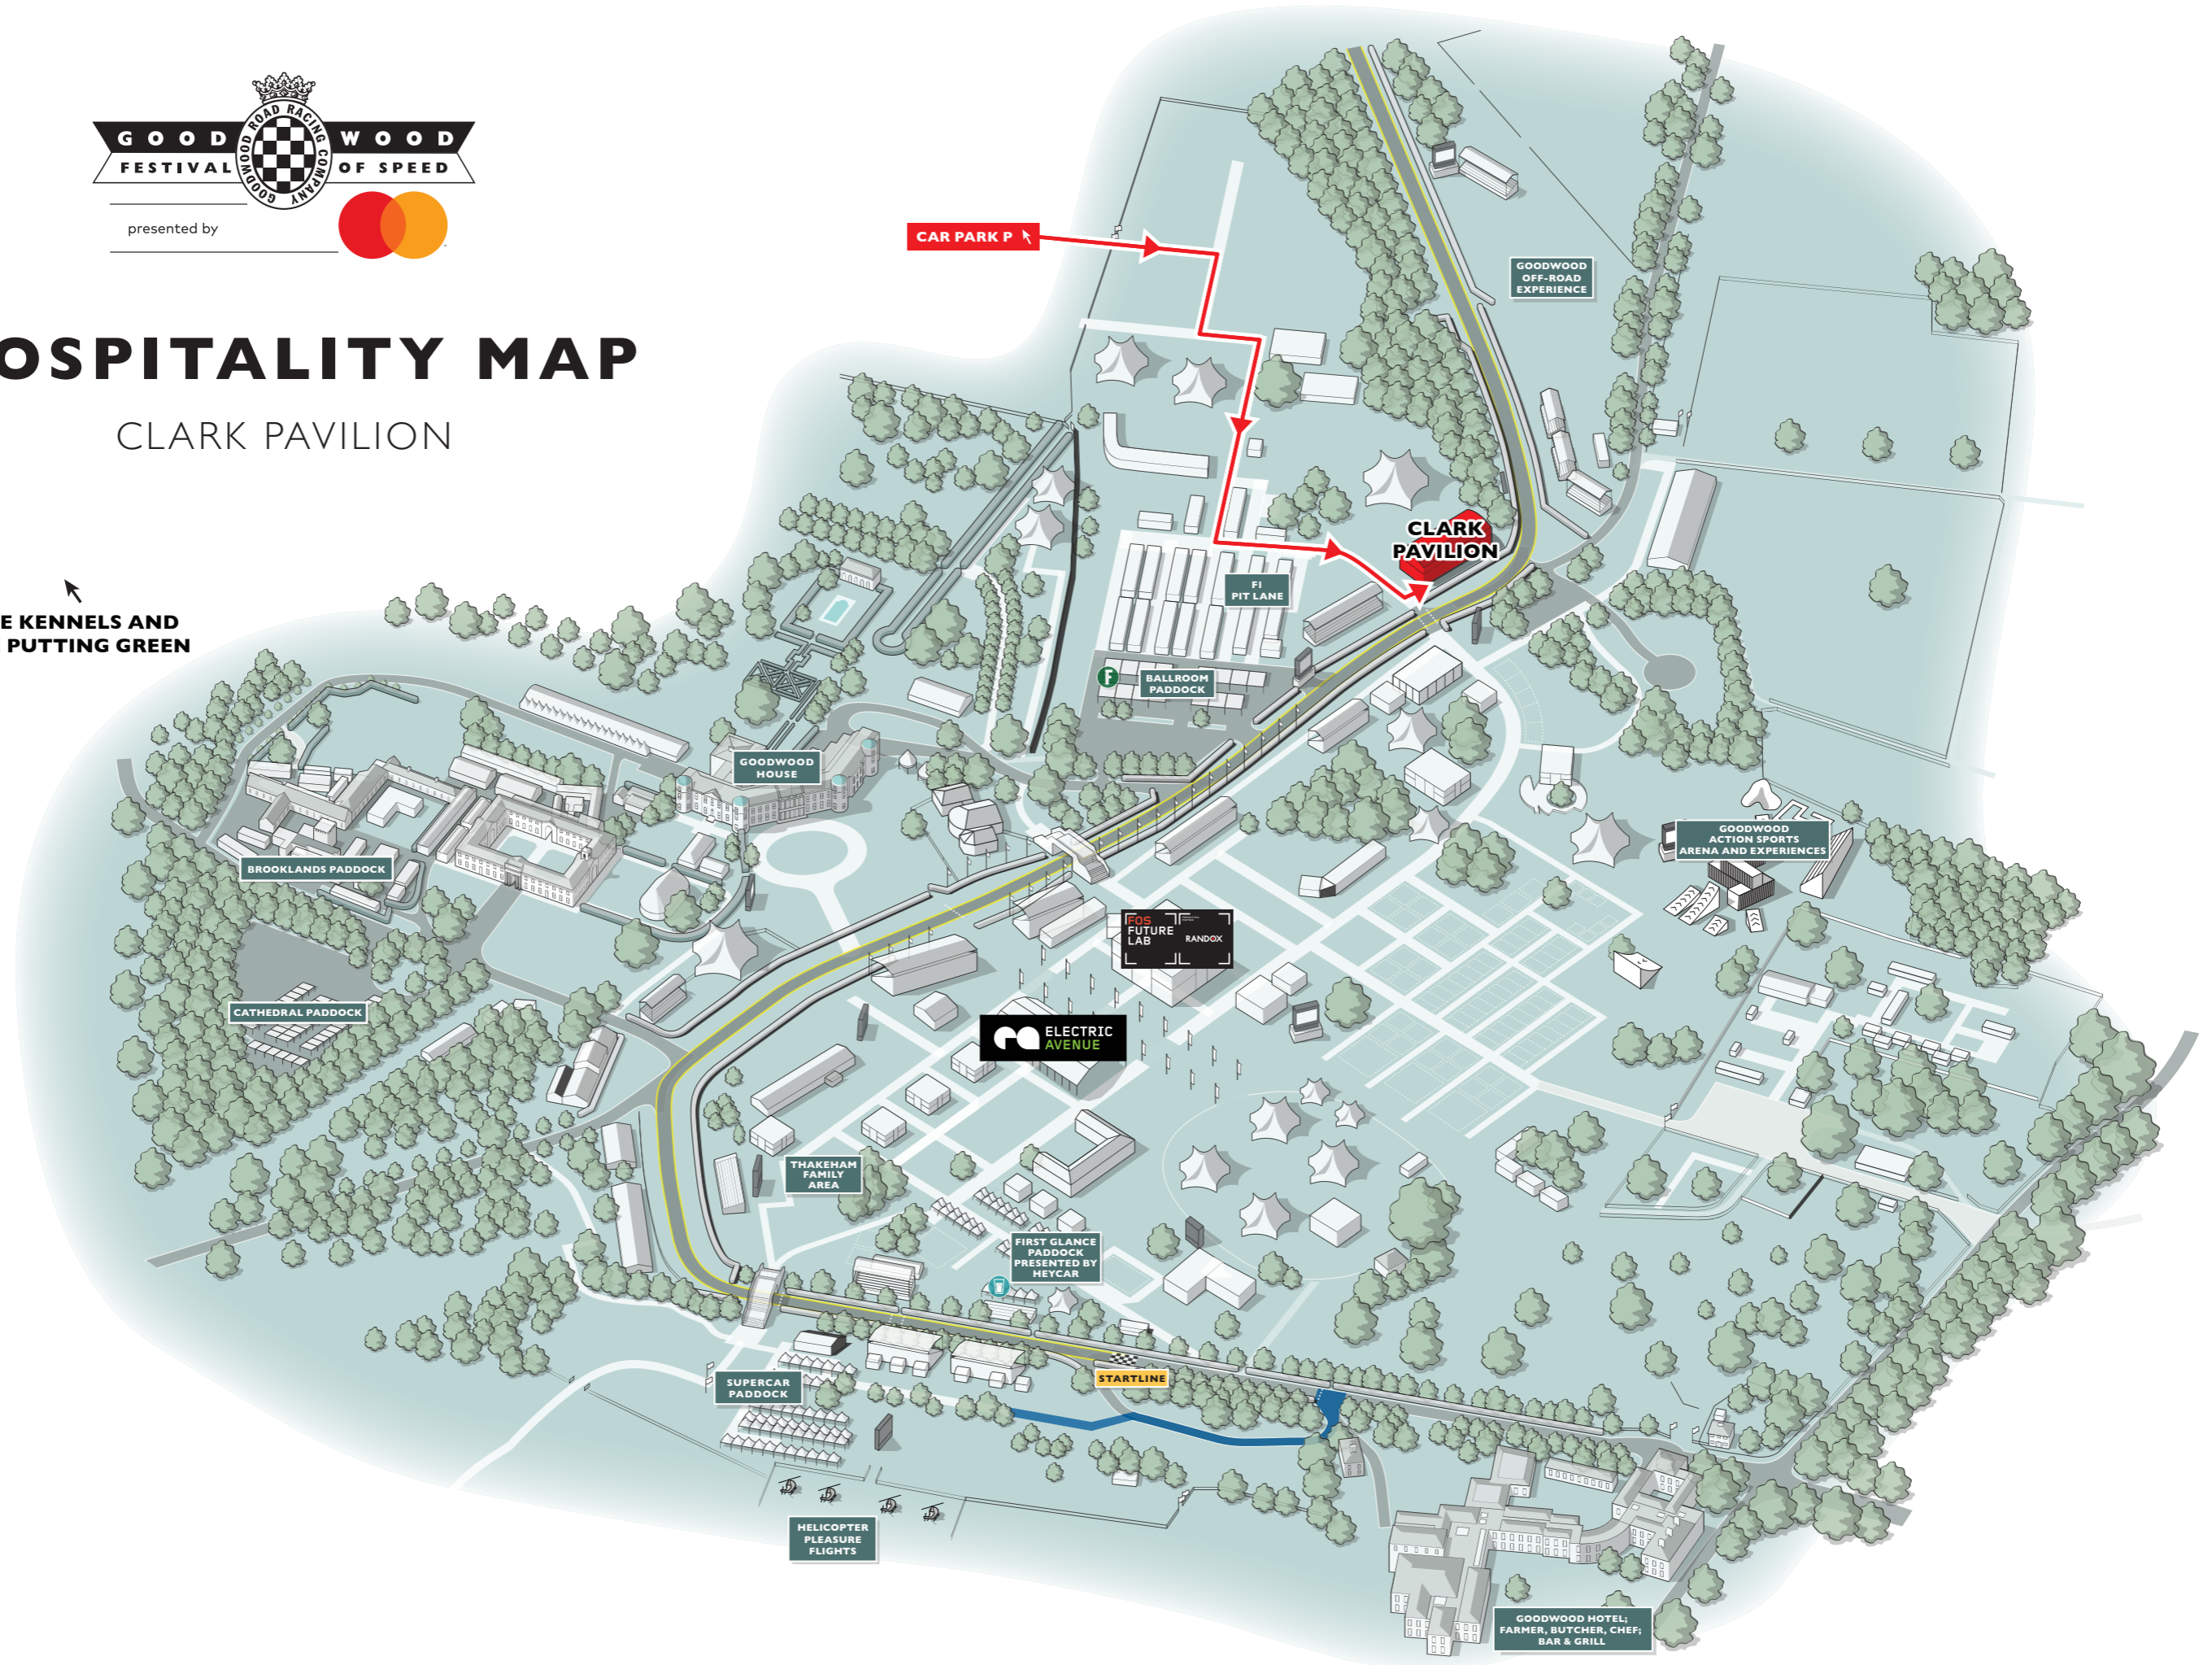 GOOD WOOD
FESTIVAL OF SPEED
GOODWOOD ROAD RACING COMPANY
presented by
OSPITALITY MAP
CLARK PAVILION
E KENNELS AND
PUTTING GREEN
CAR PARK P
GOODWOOD
OFF-ROAD
EXPERIENCE
CLARK
PAVILION
F1
PIT LANE
F
BALLROOM
PADDOCK
GOODWOOD
HOUSE
BROOKLANDS PADDOCK
CATHEDRAL PADDOCK
GOODWOOD
ACTION SPORTS
ARENA AND EXPERIENCES
FOS
FUTURE
LAB
RANDOX
ELECTRIC
AVENUE
THAKEHAM
FAMILY
AREA
FIRST GLANCE
PADDOCK
PRESENTED BY
HEYCAR
STARTLINE
SUPERCAR
PADDOCK
HELICOPTER
PLEASURE
FLIGHTS
GOODWOOD HOTEL;
FARMER, BUTCHER, CHEF;
BAR & GRILL